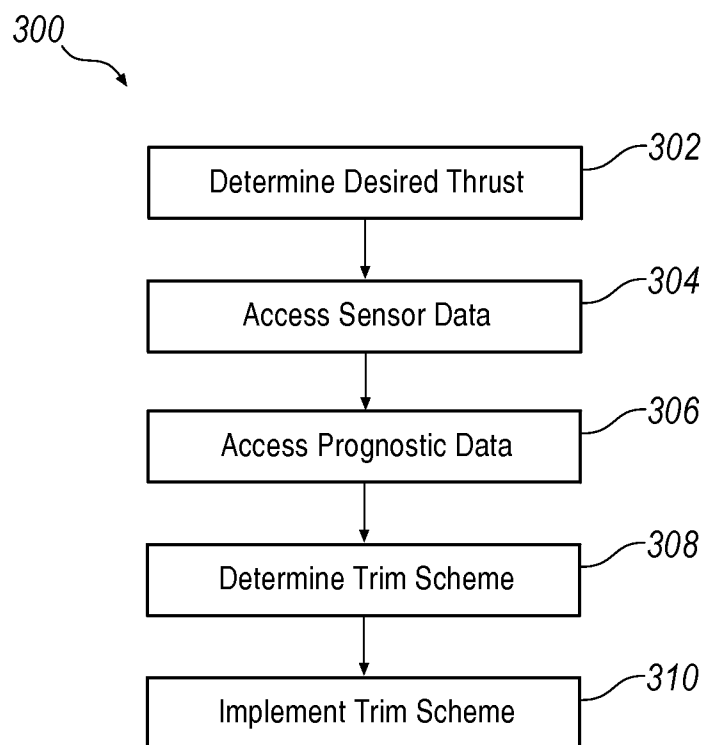 300
302
Determine Desired Thrust
304
Access Sensor Data
306
Access Prognostic Data
308
Determine Trim Scheme
310
Implement Trim Scheme